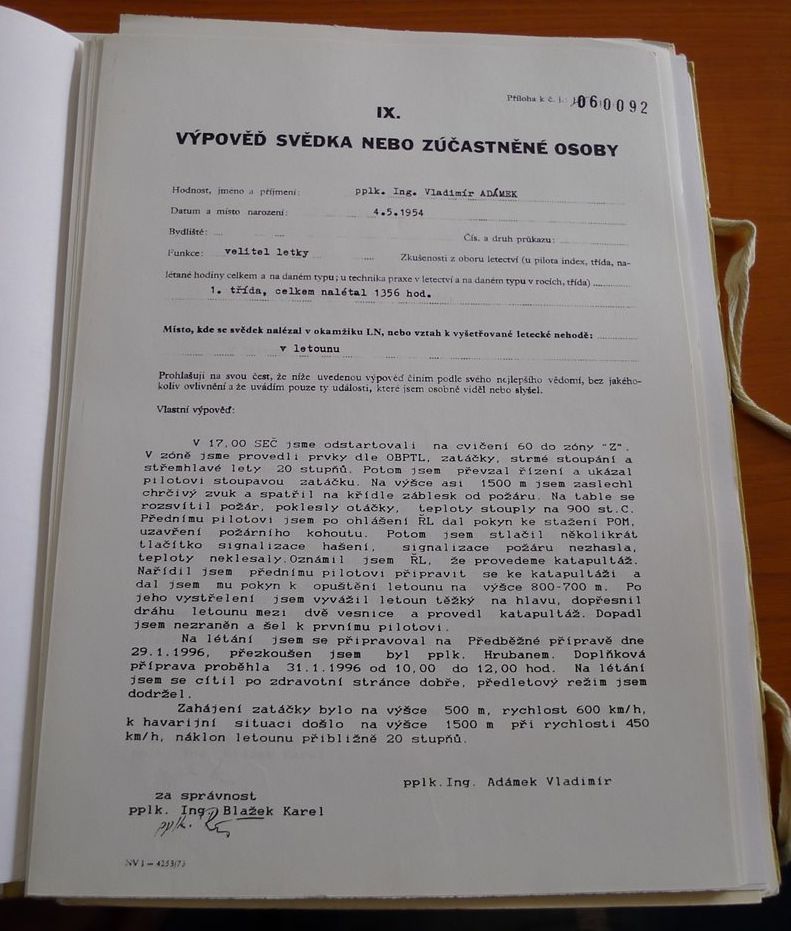 Příloha k č. j. 060092
IX.
VÝPOVĚĎ SVĚDKA NEBO ZÚČASTNĚNÉ OSOBY
Hodnost, jméno a příjmení: pplk. Ing. Vladimír ADÁMEK
Datum a místo narození: 4.5.1954
Bydliště:
Čís. a druh průkazu:
Funkce: velitel letky Zkušenosti z oboru letectví (u pilota index, třída, na-
létané hodiny celkem a na daném typu; u technika praxe v letectví a na daném typu v rocích, třída)
1. třída, celkem nalétal 1356 hod.
Místo, kde se svědek nalézal v okamžiku LN, nebo vztah k vyšetřované letecké nehodě:
v letounu
Prohlašuji na svou čest, že níže uvedenou výpověď činím podle svého nejlepšího vědomí, bez jakého-
koliv ovlivnění a že uvádím pouze ty události, které jsem osobně viděl nebo slyšel.
Vlastní výpověď:
V 17,00 SEČ jsme odstartovali na cvičení 60 do zóny "Z".
V zóně jsme provedli prvky dle OBPTL, zatáčky, strmé stoupání a
střemhlavé lety 20 stupňů. Potom jsem převzal řízení a ukázal
pilotovi stoupavou zatáčku. Na výšce asi 1500 m jsem zaslechl
chrčivý zvuk a spatřil na křídle záblesk od požáru. Na table se
rozsvítil požár, poklesly otáčky, teploty stouply na 900 st.C.
Přednímu pilotovi jsem po ohlášení ŘL dal pokyn ke stažení POM,
uzavření požárního kohoutu. Potom jsem stlačil několikrát
tlačítko signalizace hašení, signalizace požáru nezhasla,
teploty neklesaly.Oznámil jsem ŘL, že provedeme katapultáž.
Nařídil jsem přednímu pilotovi připravit se ke katapultáži a
dal jsem mu pokyn k opuštění letounu na výšce 800-700 m. Po
jeho vystřelení jsem vyvážil letoun těžký na hlavu, dopřesnil
dráhu letounu mezi dvě vesnice a provedl katapultáž. Dopadl
jsem nezraněn a šel k prvnímu pilotovi.
Na létání jsem se připravoval na Předběžné přípravě dne
29.1.1996, přezkoušen jsem byl pplk. Hrubanem. Doplňková
příprava proběhla 31.1.1996 od 10,00 do 12,00 hod. Na létání
jsem se cítil po zdravotní stránce dobře, předletový režim jsem
dodržel.
Zahájení zatáčky bylo na výšce 500 m, rychlost 600 km/h,
k havarijní situaci došlo na výšce 1500 m při rychlosti 450
km/h, náklon letounu přibližně 20 stupňů.
pplk.Ing. Adámek Vladimír
za správnost
pplk. Ing. Blažek Karel
pplk.
NV I — 4253/73